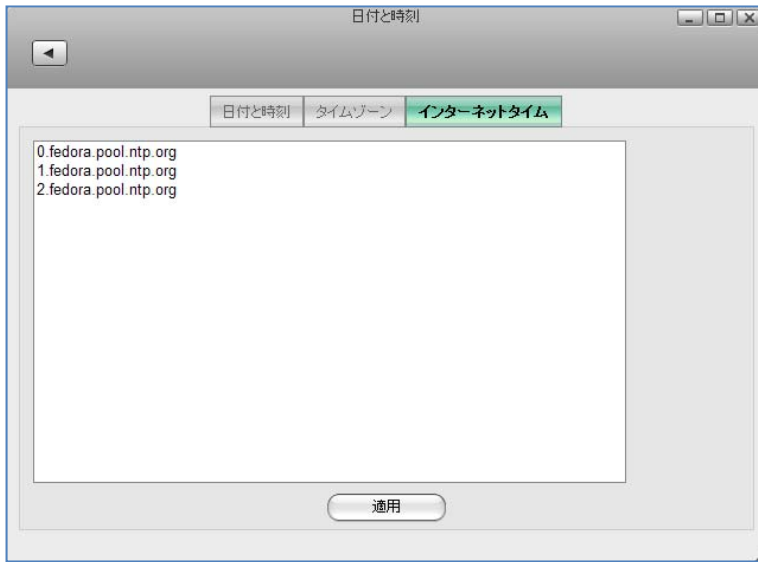 日付と時刻
日付と時刻 タイムゾーン インターネットタイム
0.fedora.pool.ntp.org
1.fedora.pool.ntp.org
2.fedora.pool.ntp.org
適用